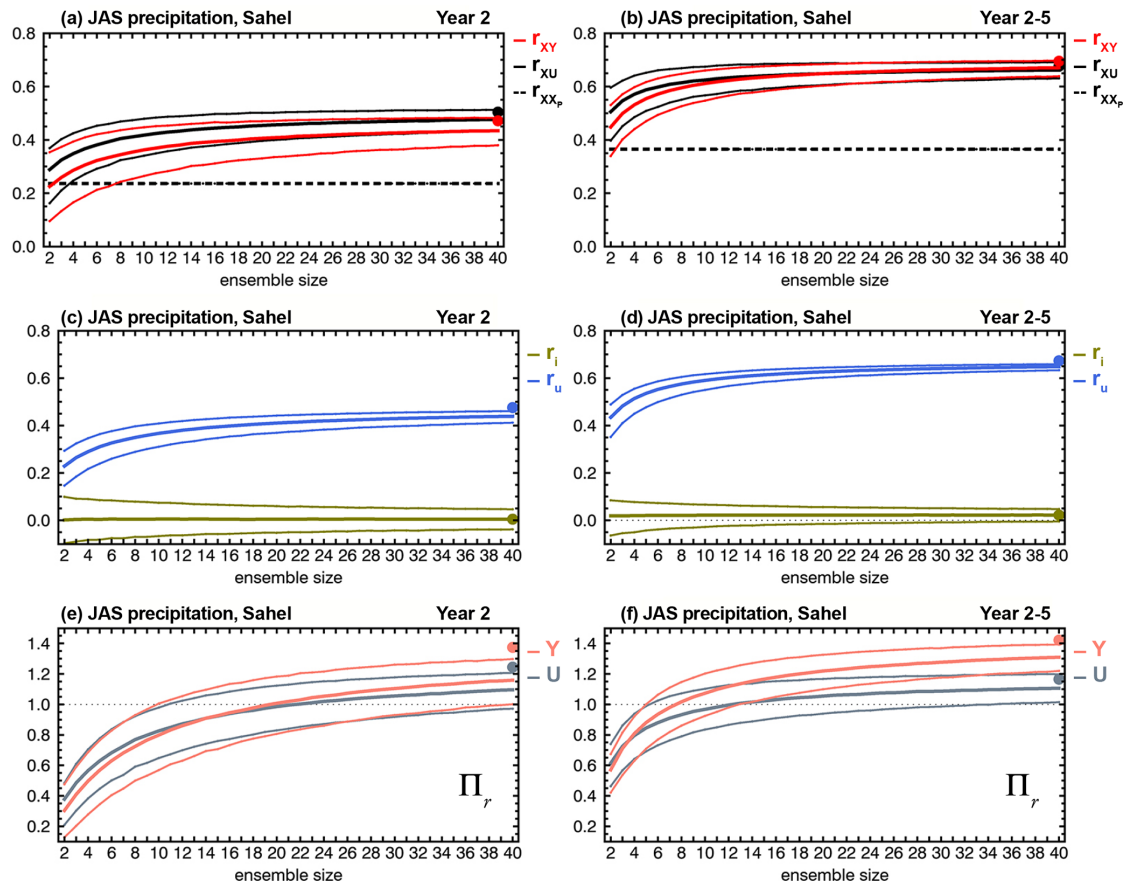 (a) JAS precipitation, Sahel Year 2
0.8
0.6
0.4
0.2
0.0
2 4 6 8 10 12 14 16 18 20 22 24 26 28 30 32 34 36 38 40
ensemble size
(b) JAS precipitation, Sahel Year 2-5
0.8
0.6
0.4
0.2
0.0
2 4 6 8 10 12 14 16 18 20 22 24 26 28 30 32 34 36 38 40
ensemble size
r_XY
r_XU
r_XX_P
r_XY
r_XU
r_XX_P
(c) JAS precipitation, Sahel Year 2
0.8
0.6
0.4
0.2
0.0
2 4 6 8 10 12 14 16 18 20 22 24 26 28 30 32 34 36 38 40
ensemble size
r_i
r_u
(d) JAS precipitation, Sahel Year 2-5
0.8
0.6
0.4
0.2
0.0
2 4 6 8 10 12 14 16 18 20 22 24 26 28 30 32 34 36 38 40
ensemble size
r_i
r_u
(e) JAS precipitation, Sahel Year 2
1.4
1.2
1.0
0.8
0.6
0.4
0.2
2 4 6 8 10 12 14 16 18 20 22 24 26 28 30 32 34 36 38 40
ensemble size
Π_r
Y
U
(f) JAS precipitation, Sahel Year 2-5
1.4
1.2
1.0
0.8
0.6
0.4
0.2
2 4 6 8 10 12 14 16 18 20 22 24 26 28 30 32 34 36 38 40
ensemble size
Π_r
Y
U